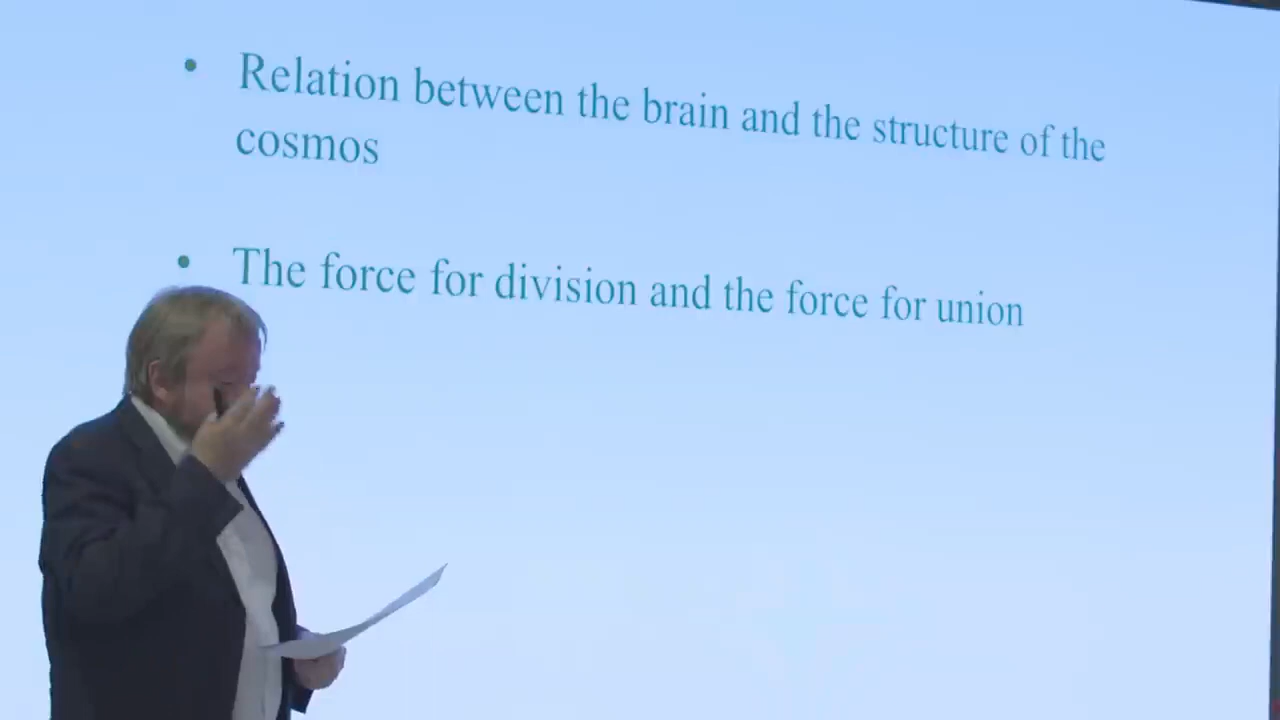 • Relation between the brain and the structure of the
cosmos
• The force for division and the force for union